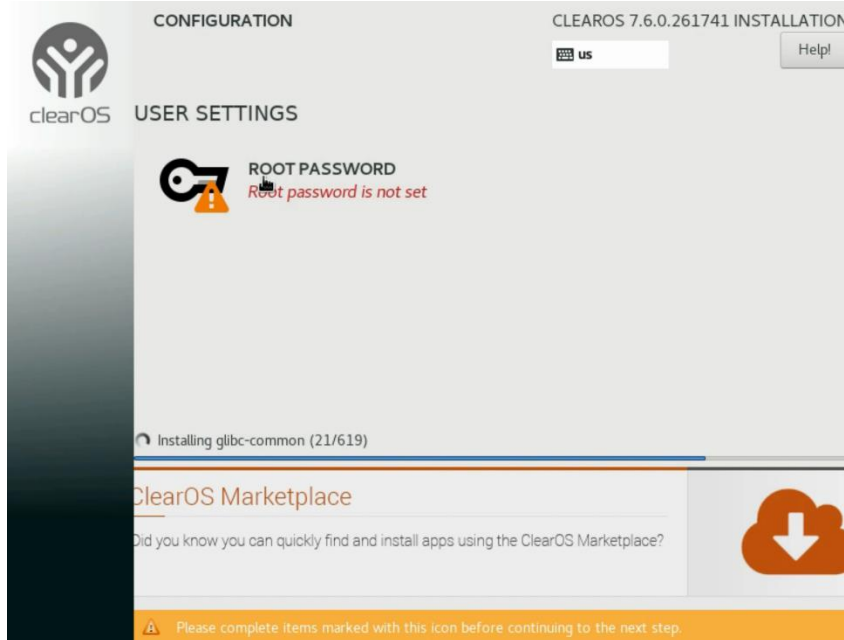 CONFIGURATION
CLEAROS 7.6.0.261741 INSTALLATION
us
Help!
clearOS
USER SETTINGS
ROOT PASSWORD
Root password is not set
Installing glibc-common (21/619)
ClearOS Marketplace
Did you know you can quickly find and install apps using the ClearOS Marketplace?
Please complete items marked with this icon before continuing to the next step.